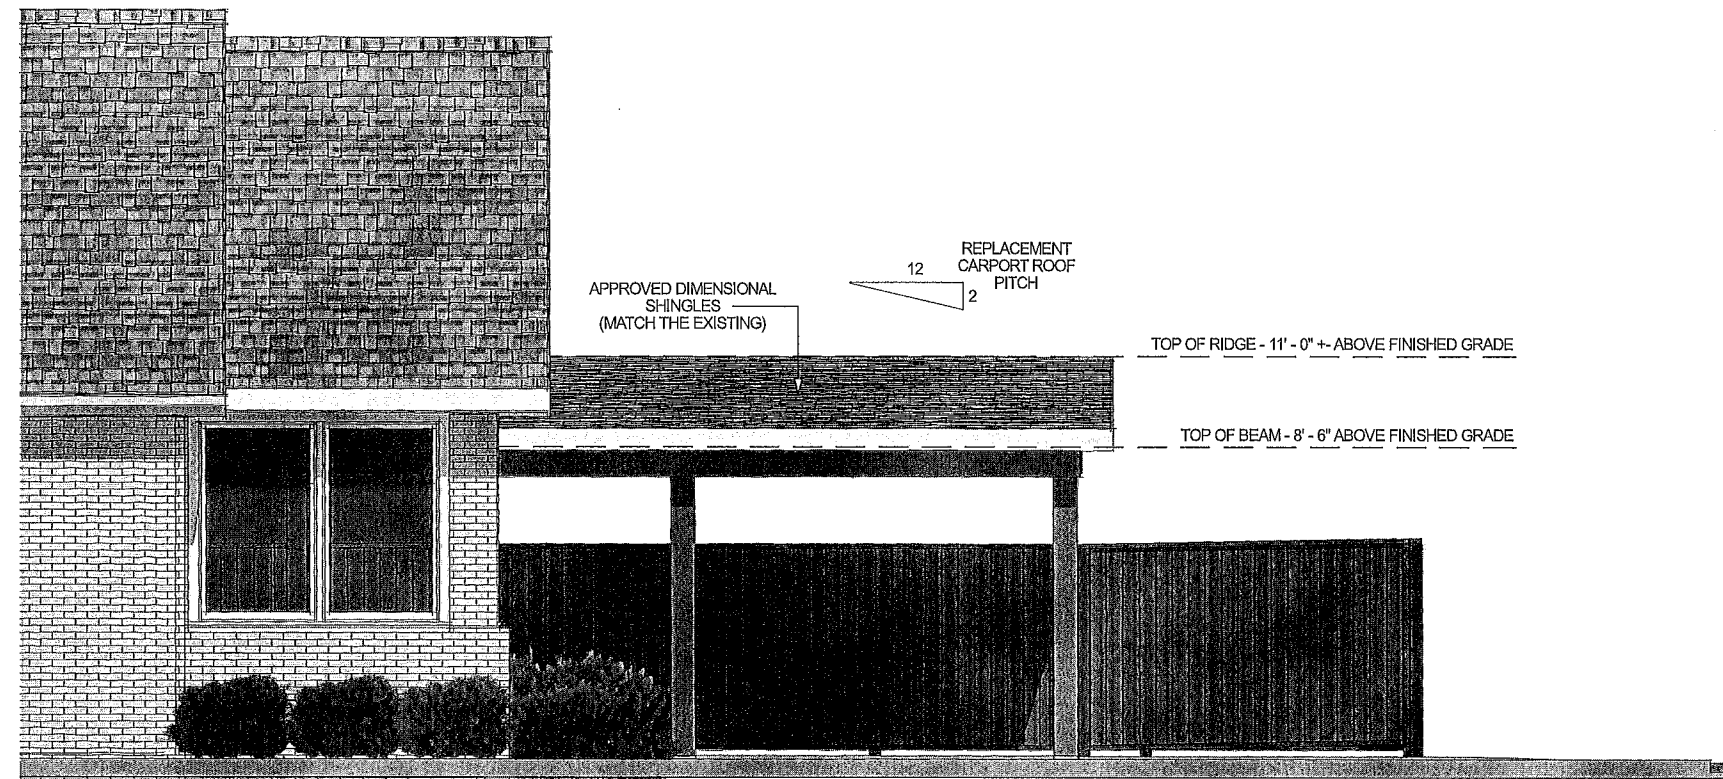 REPLACEMENT
CARPORT ROOF
PITCH
12
2
APPROVED DIMENSIONAL
SHINGLES
(MATCH THE EXISTING)
TOP OF RIDGE - 11' - 0" +- ABOVE FINISHED GRADE
TOP OF BEAM - 8' - 6" ABOVE FINISHED GRADE